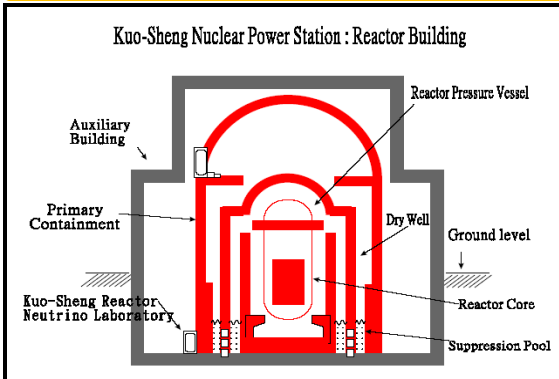 Kuo-Sheng Nuclear Power Station : Reactor Building
Reactor Pressure Vessel
Auxiliary
Building
Primary
Containment
Dry Well
Ground level
Kuo-Sheng Reactor
Neutrino Laboratory
Reactor Core
Suppression Pool